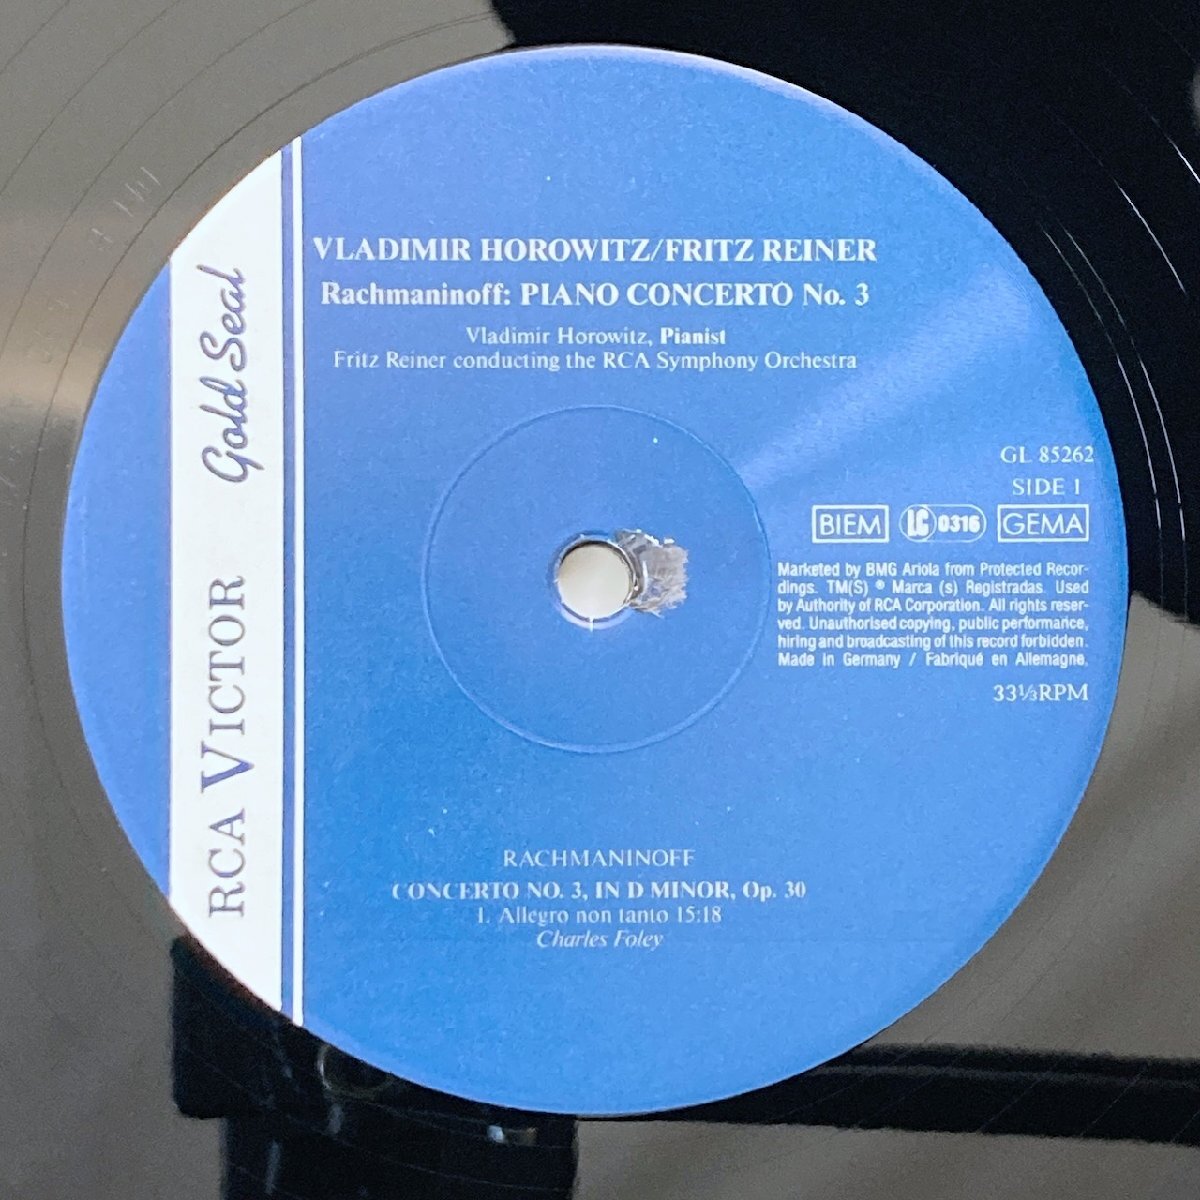 VLADIMIR HOROWITZ/FRITZ REINER
Rachmaninoff: PIANO CONCERTO No. 3
Vladimir Horowitz, Pianist
Fritz Reiner conducting the RCA Symphony Orchestra
RCA VICTOR Gold Seal
GL 85262
SIDE 1
BIEM LC 0316 GEMA
Marketed by BMG Ariola from Protected Recor-
dings. TM(S) ® Marca (s) Registradas. Used
by Authority of RCA Corporation. All rights reser-
ved. Unauthorised copying, public performance,
hiring and broadcasting of this record forbidden.
Made in Germany / Fabriqué en Allemagne.
33⅓RPM
RACHMANINOFF
CONCERTO NO. 3, IN D MINOR, Op. 30
1. Allegro non tanto 15:18
Charles Foley